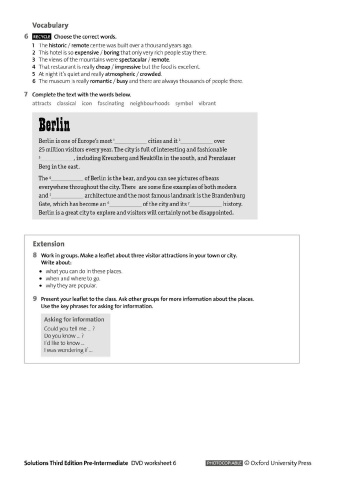 Vocabulary
6 RECYCLE Choose the correct words.
1 The historic / remote centre was built over a thousand years ago.
2 This hotel is so expensive / boring that only very rich people stay there.
3 The views of the mountains were spectacular / remote.
4 That restaurant is really cheap / impressive but the food is excellent.
5 At night it's quiet and really atmospheric / crowded.
6 The museum is really romantic / busy and there are always thousands of people there.
7 Complete the text with the words below.
attracts classical icon fascinating neighbourhoods symbol vibrant
Berlin
Berlin is one of Europe's most 1__________ cities and it 2__________ over
25 million visitors every year. The city is full of interesting and fashionable
3__________, including Kreuzberg and Neukölln in the south, and Prenzlauer
Berg in the east.
The 4__________ of Berlin is the bear, and you can see pictures of bears
everywhere throughout the city. There are some fine examples of both modern
and 5__________ architecture and the most famous landmark is the Brandenburg
Gate, which has become an 6__________ of the city and its 7__________ history.
Berlin is a great city to explore and visitors will certainly not be disappointed.
Extension
8 Work in groups. Make a leaflet about three visitor attractions in your town or city.
Write about:
• what you can do in these places.
• when and where to go.
• why they are popular.
9 Present your leaflet to the class. Ask other groups for more information about the places.
Use the key phrases for asking for information.
Asking for information
Could you tell me … ?
Do you know … ?
I'd like to know …
I was wondering if …
Solutions Third Edition Pre-Intermediate DVD worksheet 6
PHOTOCOPIABLE © Oxford University Press